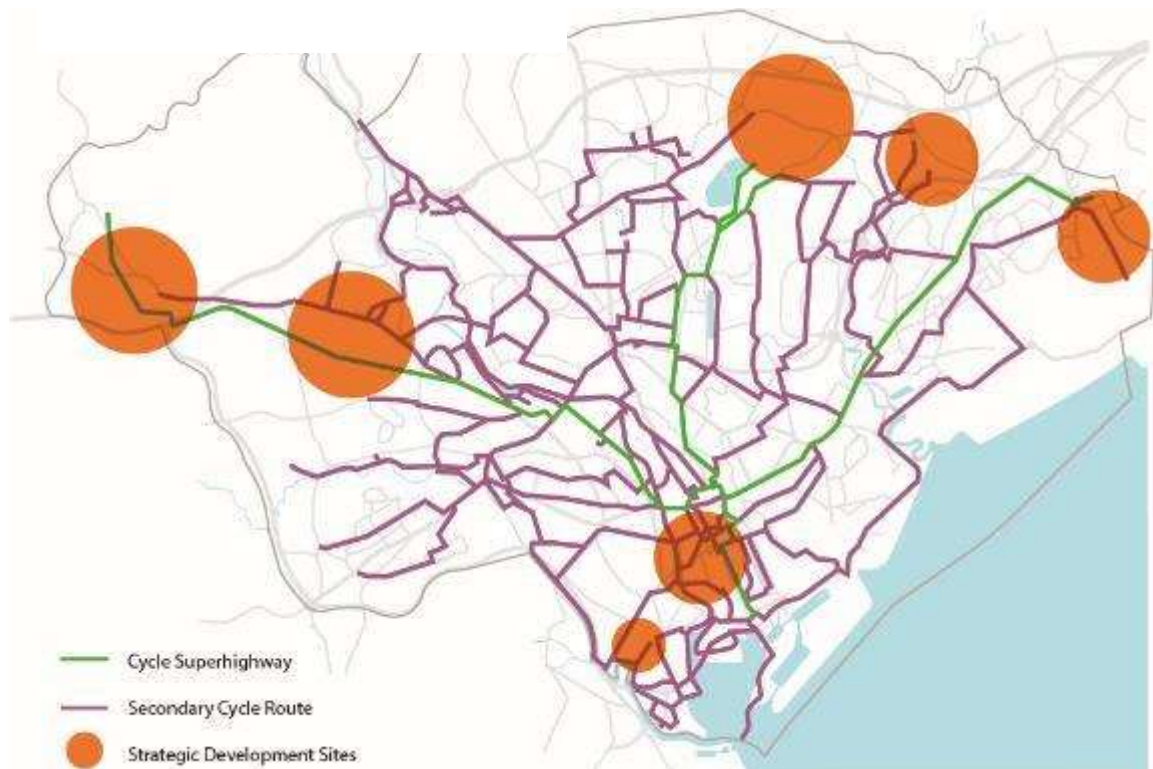 Cycle Superhighway
Secondary Cycle Route
Strategic Development Sites